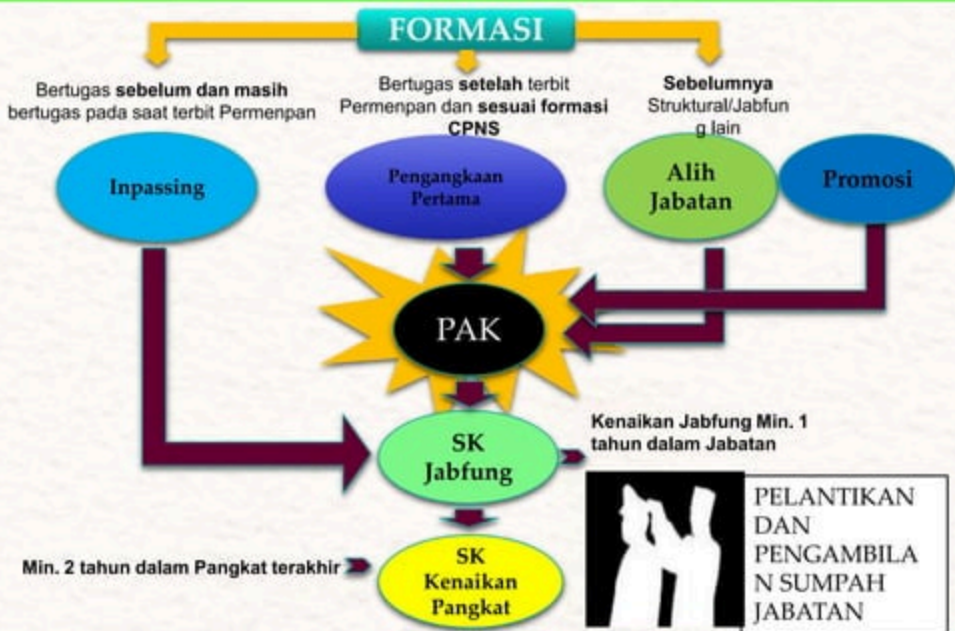 FORMASI
Bertugas sebelum dan masih
bertugas pada saat terbit Permenpan
Bertugas setelah terbit
Permenpan dan sesuai formasi
CPNS
Sebelumnya
Struktural/Jabfun
g lain
Inpassing
Pengangkaan
Pertama
Alih
Jabatan
Promosi
PAK
SK
Jabfung
Kenaikan Jabfung Min. 1
tahun dalam Jabatan
Min. 2 tahun dalam Pangkat terakhir
SK
Kenaikan
Pangkat
PELANTIKAN
DAN
PENGAMBILA
N SUMPAH
JABATAN